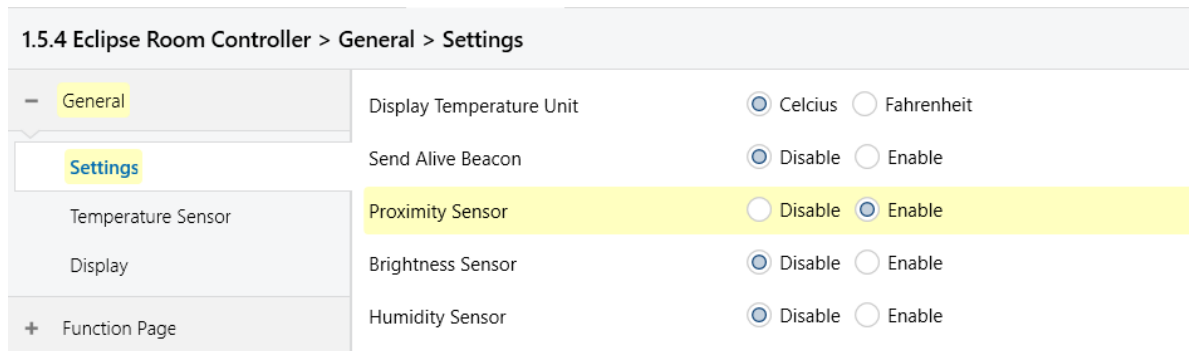 1.5.4 Eclipse Room Controller > General > Settings
− General
Settings
Temperature Sensor
Display
+ Function Page
Display Temperature Unit Celcius Fahrenheit
Send Alive Beacon Disable Enable
Proximity Sensor Disable Enable
Brightness Sensor Disable Enable
Humidity Sensor Disable Enable